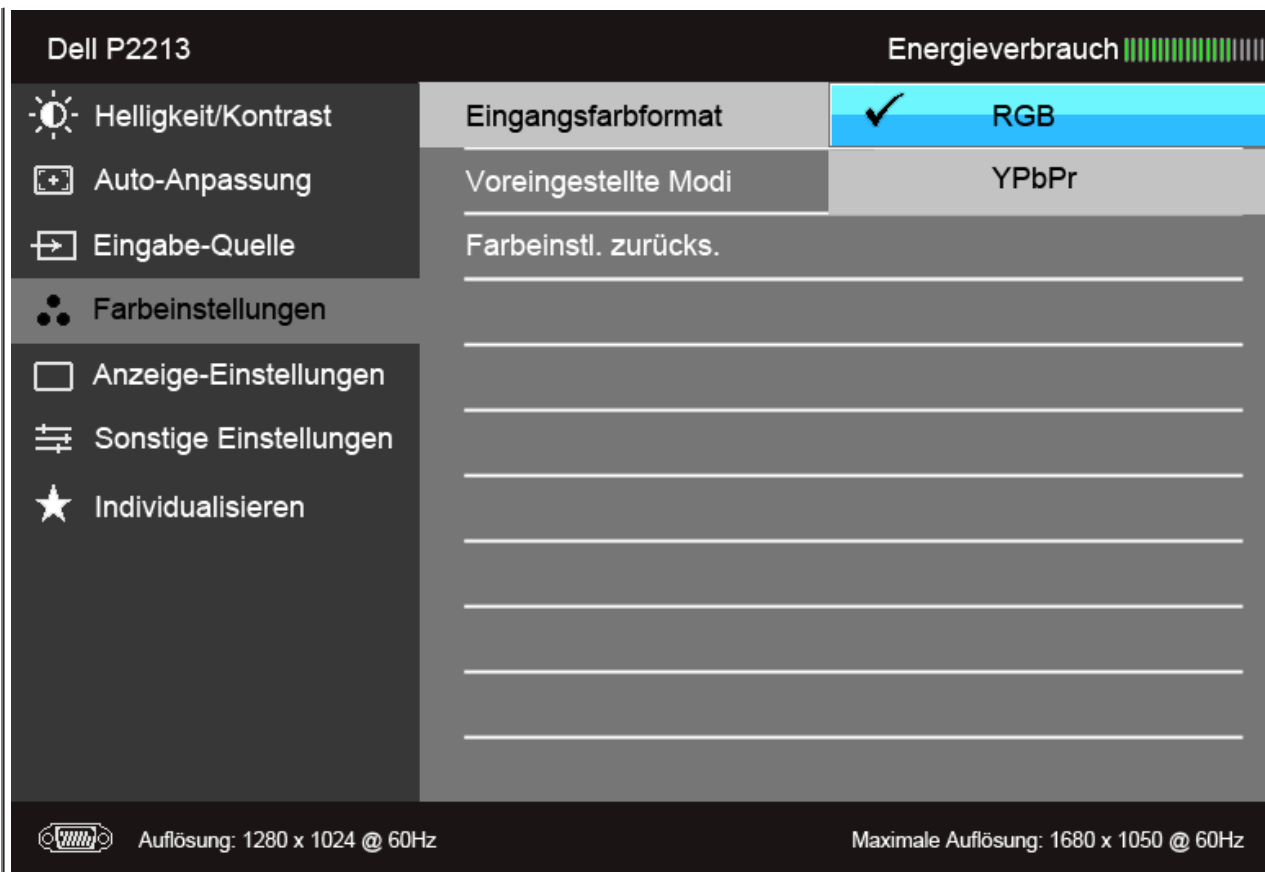 Dell P2213
Energieverbrauch
Helligkeit/Kontrast
Auto-Anpassung
Eingabe-Quelle
Farbeinstellungen
Anzeige-Einstellungen
Sonstige Einstellungen
Individualisieren
Eingangsfarbformat
RGB
YPbPr
Voreingestellte Modi
Farbeinstl. zurücks.
Auflösung: 1280 x 1024 @ 60Hz
Maximale Auflösung: 1680 x 1050 @ 60Hz